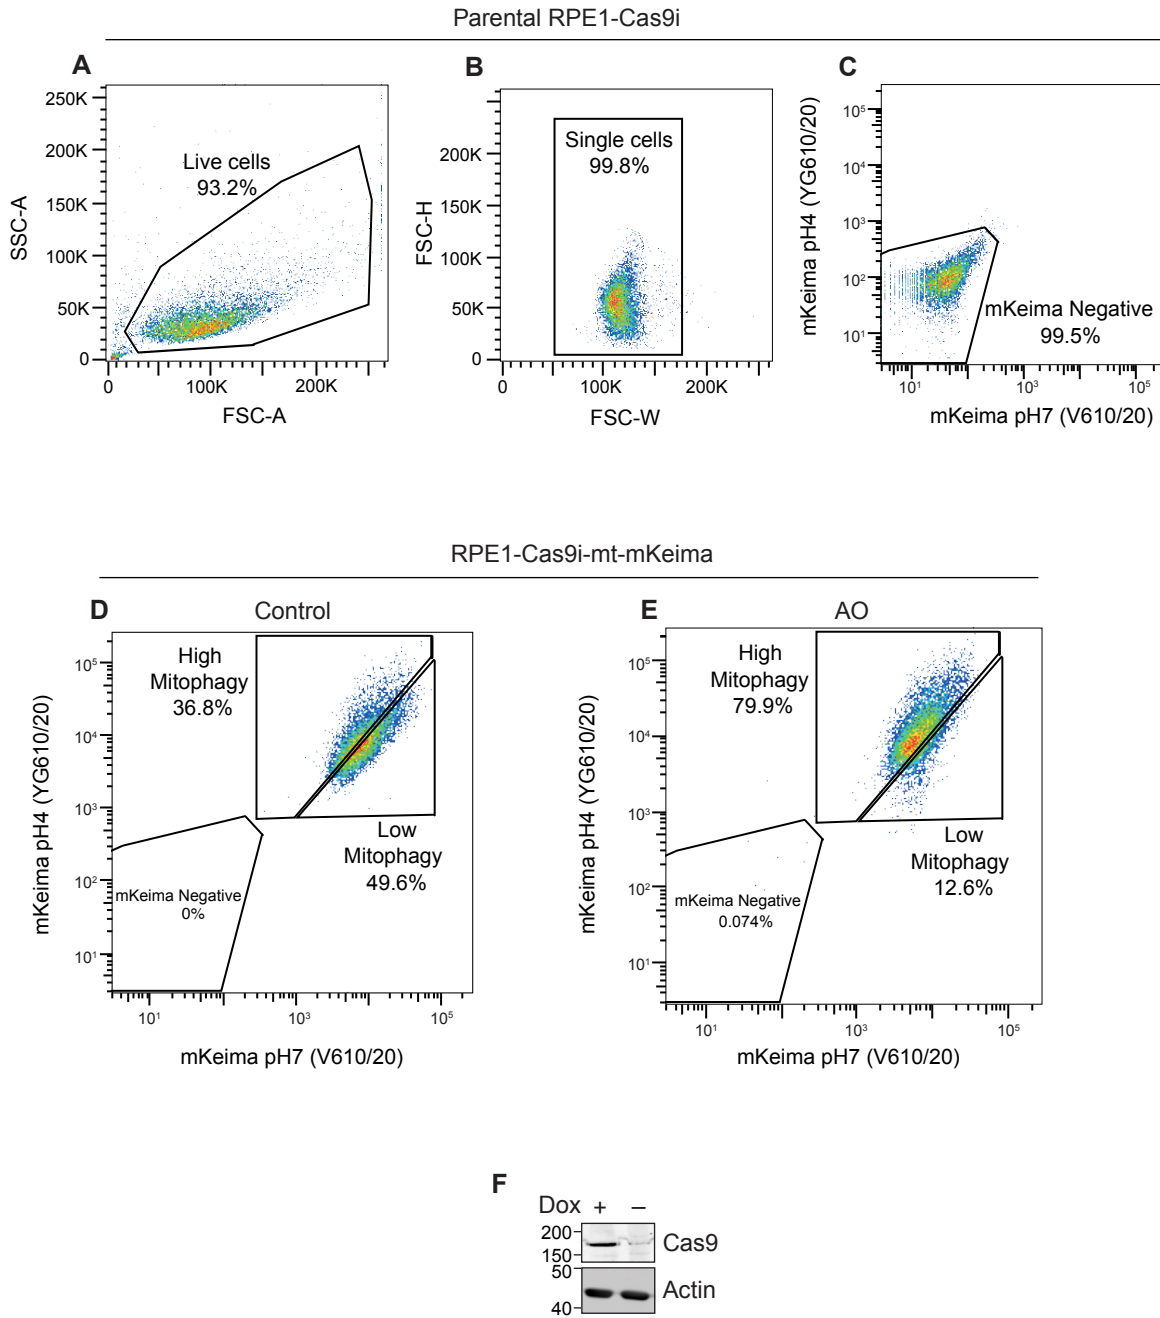 Parental RPE1-Cas9i
A
250K
200K
150K
100K
50K
0
SSC-A
Live cells
93.2%
0 100K 200K
FSC-A
B
200K
150K
100K
50K
0
FSC-H
Single cells
99.8%
0 100K 200K
FSC-W
C
10⁵
10⁴
10³
10²
10¹
mKeima pH4 (YG610/20)
mKeima Negative
99.5%
10¹ 10³ 10⁵
mKeima pH7 (V610/20)
RPE1-Cas9i-mt-mKeima
D
Control
10⁵
10⁴
10³
10²
10¹
mKeima pH4 (YG610/20)
High
Mitophagy
36.8%
Low
Mitophagy
49.6%
mKeima Negative
0%
10¹ 10³ 10⁵
mKeima pH7 (V610/20)
E
AO
10⁵
10⁴
10³
10²
10¹
mKeima pH4 (YG610/20)
High
Mitophagy
79.9%
Low
Mitophagy
12.6%
mKeima Negative
0.074%
10¹ 10³ 10⁵
mKeima pH7 (V610/20)
F
Dox + –
200
150
Cas9
50
40
Actin